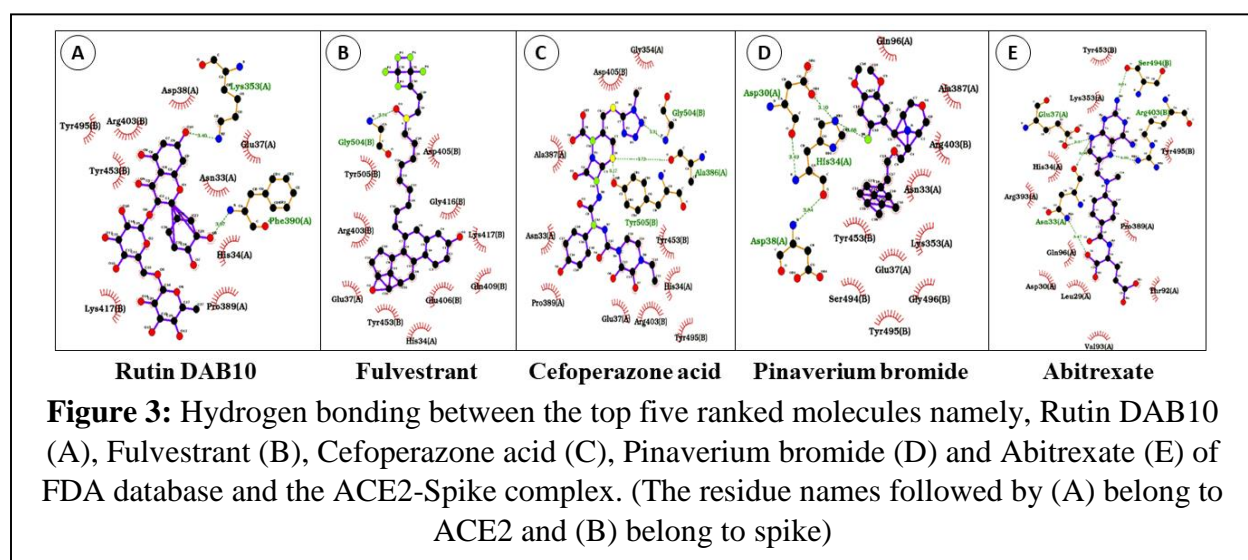 A
Lys353(A)
Asp38(A)
Tyr495(B)
Arg403(B)
Glu37(A)
Tyr453(B)
Asn33(A)
Phe390(A)
His34(A)
Lys417(B)
Pro389(A)
B
Gly504(B)
Asp405(B)
Tyr505(B)
Gly416(B)
Arg403(B)
Lys417(B)
Gln409(B)
Glu37(A)
Glu406(B)
Tyr453(B)
His34(A)
C
Gly354(A)
Asp405(B)
Gly504(B)
Ala387(A)
Ala386(A)
Tyr505(B)
Asn33(A)
Tyr453(B)
His34(A)
Pro389(A)
Glu37(A)
Arg403(B)
Tyr495(B)
D
Gln96(A)
Asp30(A)
Ala387(A)
His34(A)
Arg403(B)
Asn33(A)
Asp38(A)
Tyr453(B)
Lys353(A)
Glu37(A)
Ser494(B)
Gly496(B)
Tyr495(B)
E
Tyr453(B)
Ser494(B)
Lys353(A)
Glu37(A)
Arg403(B)
Tyr495(B)
His34(A)
Arg393(A)
Asn33(A)
Pro389(A)
Gln96(A)
Asp30(A)
Leu29(A)
Thr92(A)
Val93(A)
Rutin DAB10
Fulvestrant
Cefoperazone acid
Pinaverium bromide
Abitrexate
Figure 3: Hydrogen bonding between the top five ranked molecules namely, Rutin DAB10
(A), Fulvestrant (B), Cefoperazone acid (C), Pinaverium bromide (D) and Abitrexate (E) of
FDA database and the ACE2-Spike complex. (The residue names followed by (A) belong to
ACE2 and (B) belong to spike)